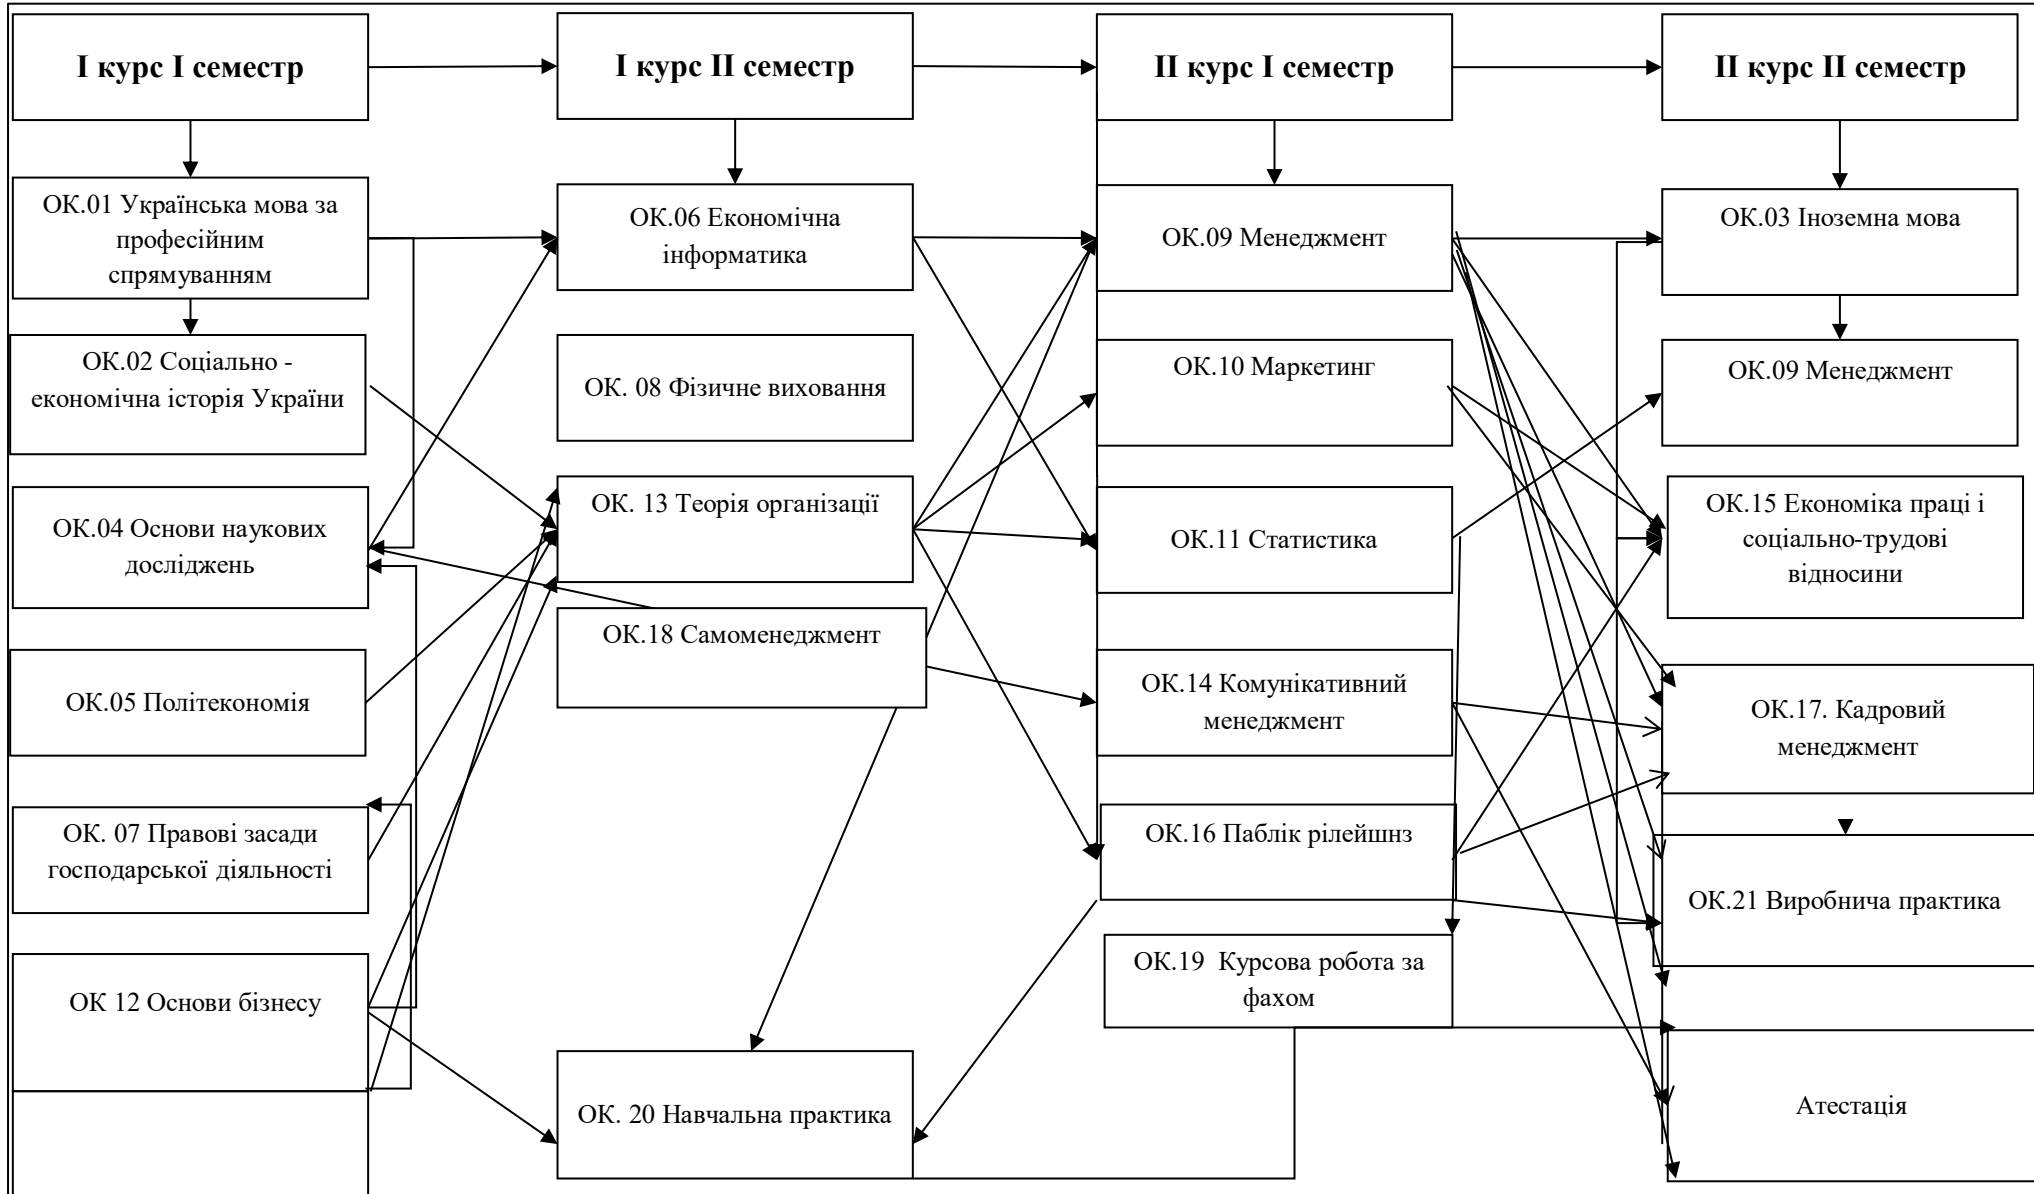 І курс І семестр
І курс ІІ семестр
ІІ курс І семестр
ІІ курс ІІ семестр
ОК.01 Українська мова за
професійним
спрямуванням
ОК.02 Соціально -
економічна історія України
ОК.04 Основи наукових
досліджень
ОК.05 Політекономія
ОК. 07 Правові засади
господарської діяльності
ОК 12 Основи бізнесу
ОК.06 Економічна
інформатика
ОК. 08 Фізичне виховання
ОК. 13 Теорія організації
ОК.18 Самоменеджмент
ОК. 20 Навчальна практика
ОК.09 Менеджмент
ОК.10 Маркетинг
ОК.11 Статистика
ОК.14 Комунікативний
менеджмент
ОК.16 Паблік рілейшнз
ОК.19 Курсова робота за
фахом
ОК.03 Іноземна мова
ОК.09 Менеджмент
ОК.15 Економіка праці і
соціально-трудові
відносини
ОК.17. Кадровий
менеджмент
ОК.21 Виробнича практика
Атестація